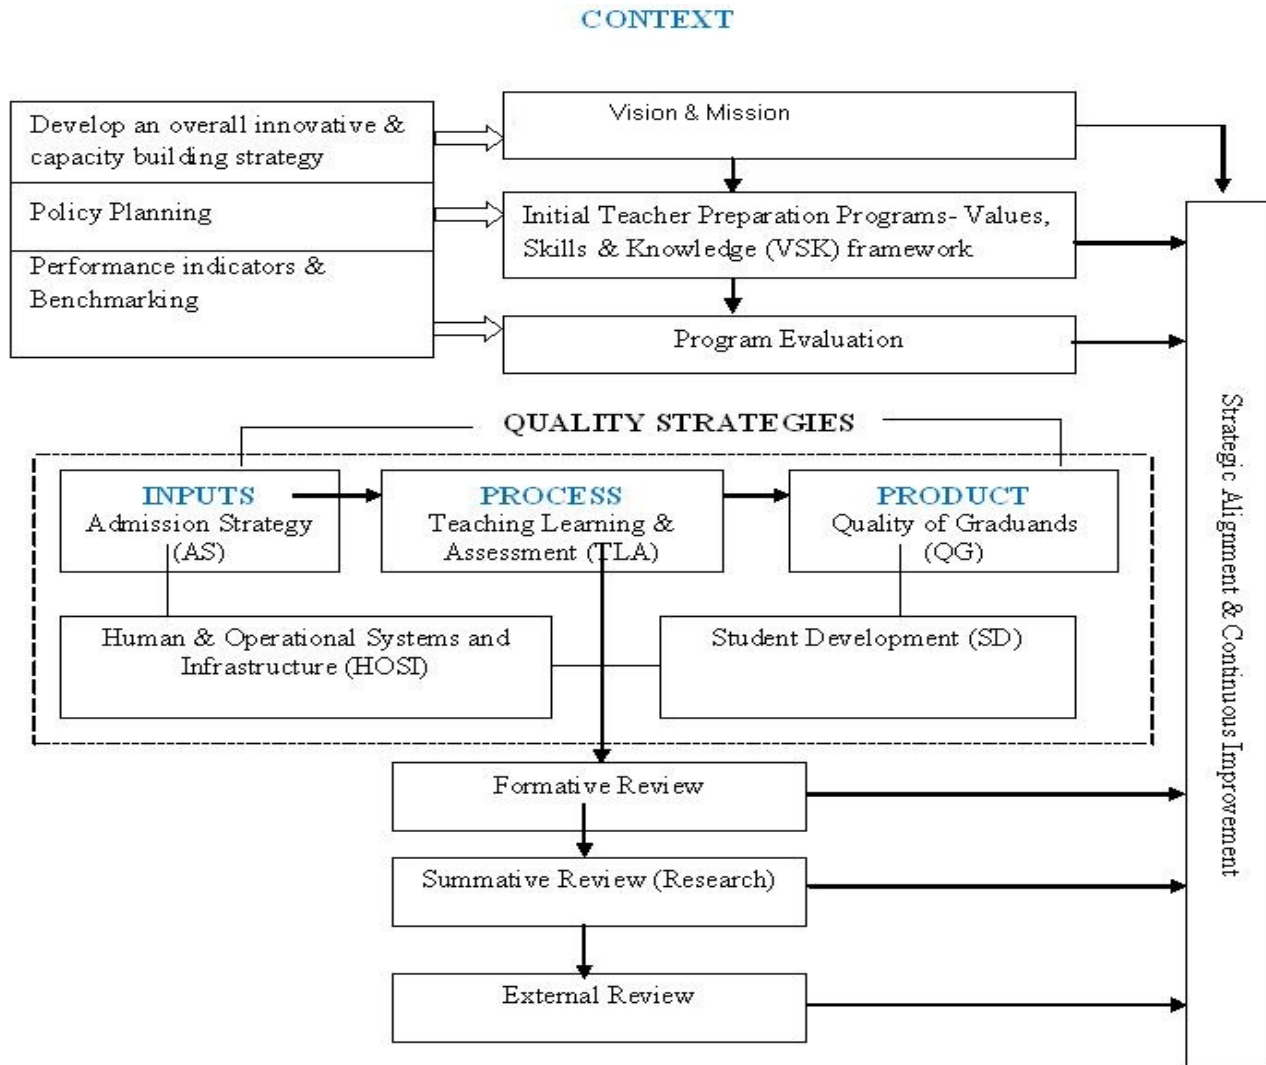 CONTEXT
Develop an overall innovative &
capacity building strategy
Policy Planning
Performance indicators &
Benchmarking
Vision & Mission
Initial Teacher Preparation Programs- Values,
Skills & Knowledge (VSK) framework
Program Evaluation
QUALITY STRATEGIES
INPUTS
Admission Strategy
(AS)
PROCESS
Teaching Learning &
Assessment (TLA)
PRODUCT
Quality of Graduands
(QG)
Human & Operational Systems and
Infrastructure (HOSI)
Student Development (SD)
Formative Review
Summative Review (Research)
External Review
Strategic Alignment & Continuous Improvement